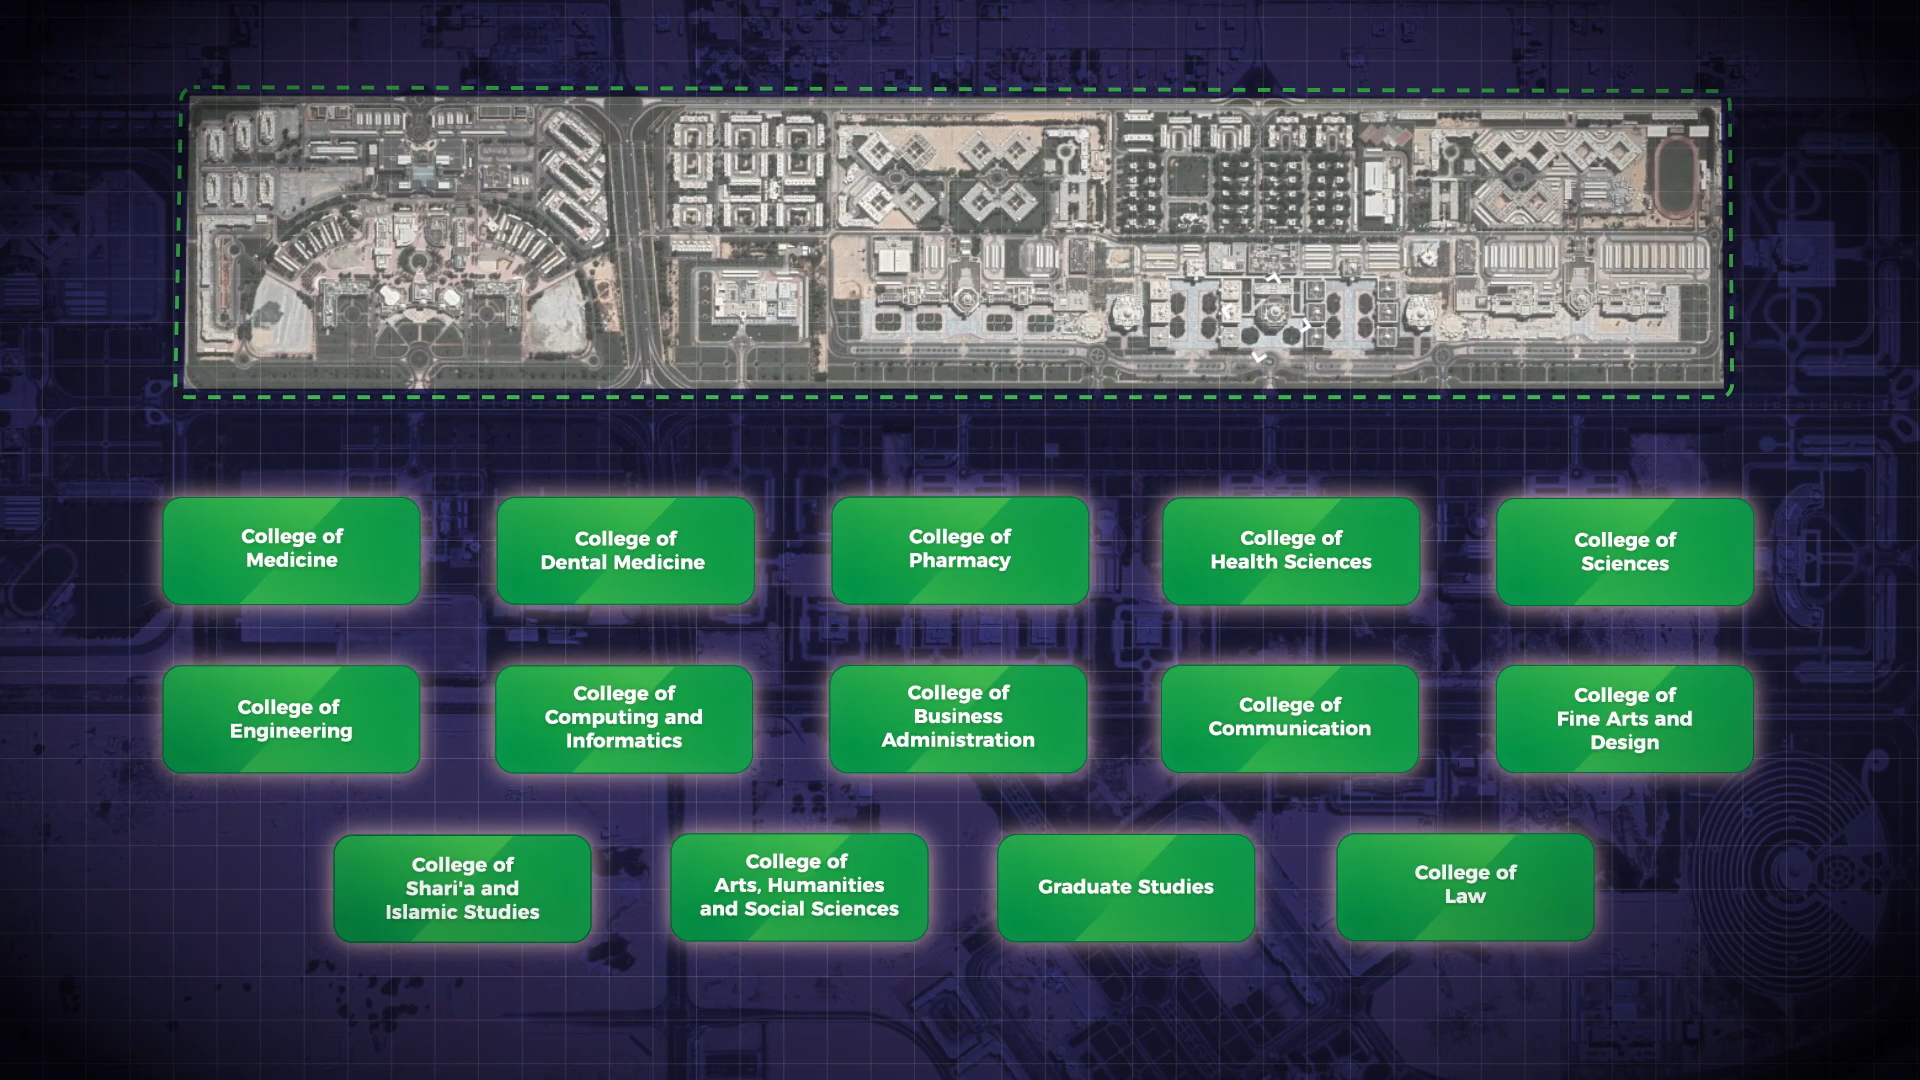 College of
Medicine
College of
Dental Medicine
College of
Pharmacy
College of
Health Sciences
College of
Sciences
College of
Engineering
College of
Computing and
Informatics
College of
Business
Administration
College of
Communication
College of
Fine Arts and
Design
College of
Shari'a and
Islamic Studies
College of
Arts, Humanities
and Social Sciences
Graduate Studies
College of
Law